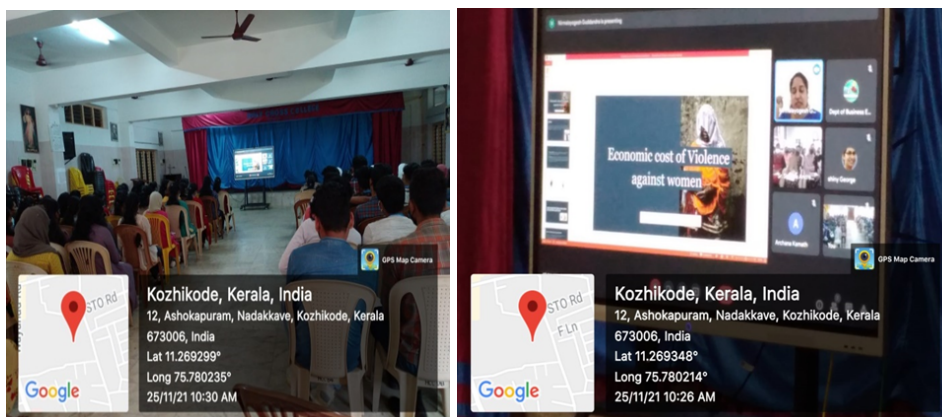 GPS Map Camera
STO Rd
Google
Kozhikode, Kerala, India
12, Ashokapuram, Nadakkave, Kozhikode, Kerala
673006, India
Lat 11.269299°
Long 75.780235°
25/11/21 10:30 AM
Economic cost of Violence
against women
Dept of Business E...
Archana Kamath
A
You
GPS Map Camera
STO Rd
F Ln
Google
Kozhikode, Kerala, India
12, Ashokapuram, Nadakkave, Kozhikode, Kerala
673006, India
Lat 11.269348°
Long 75.780214°
25/11/21 10:26 AM